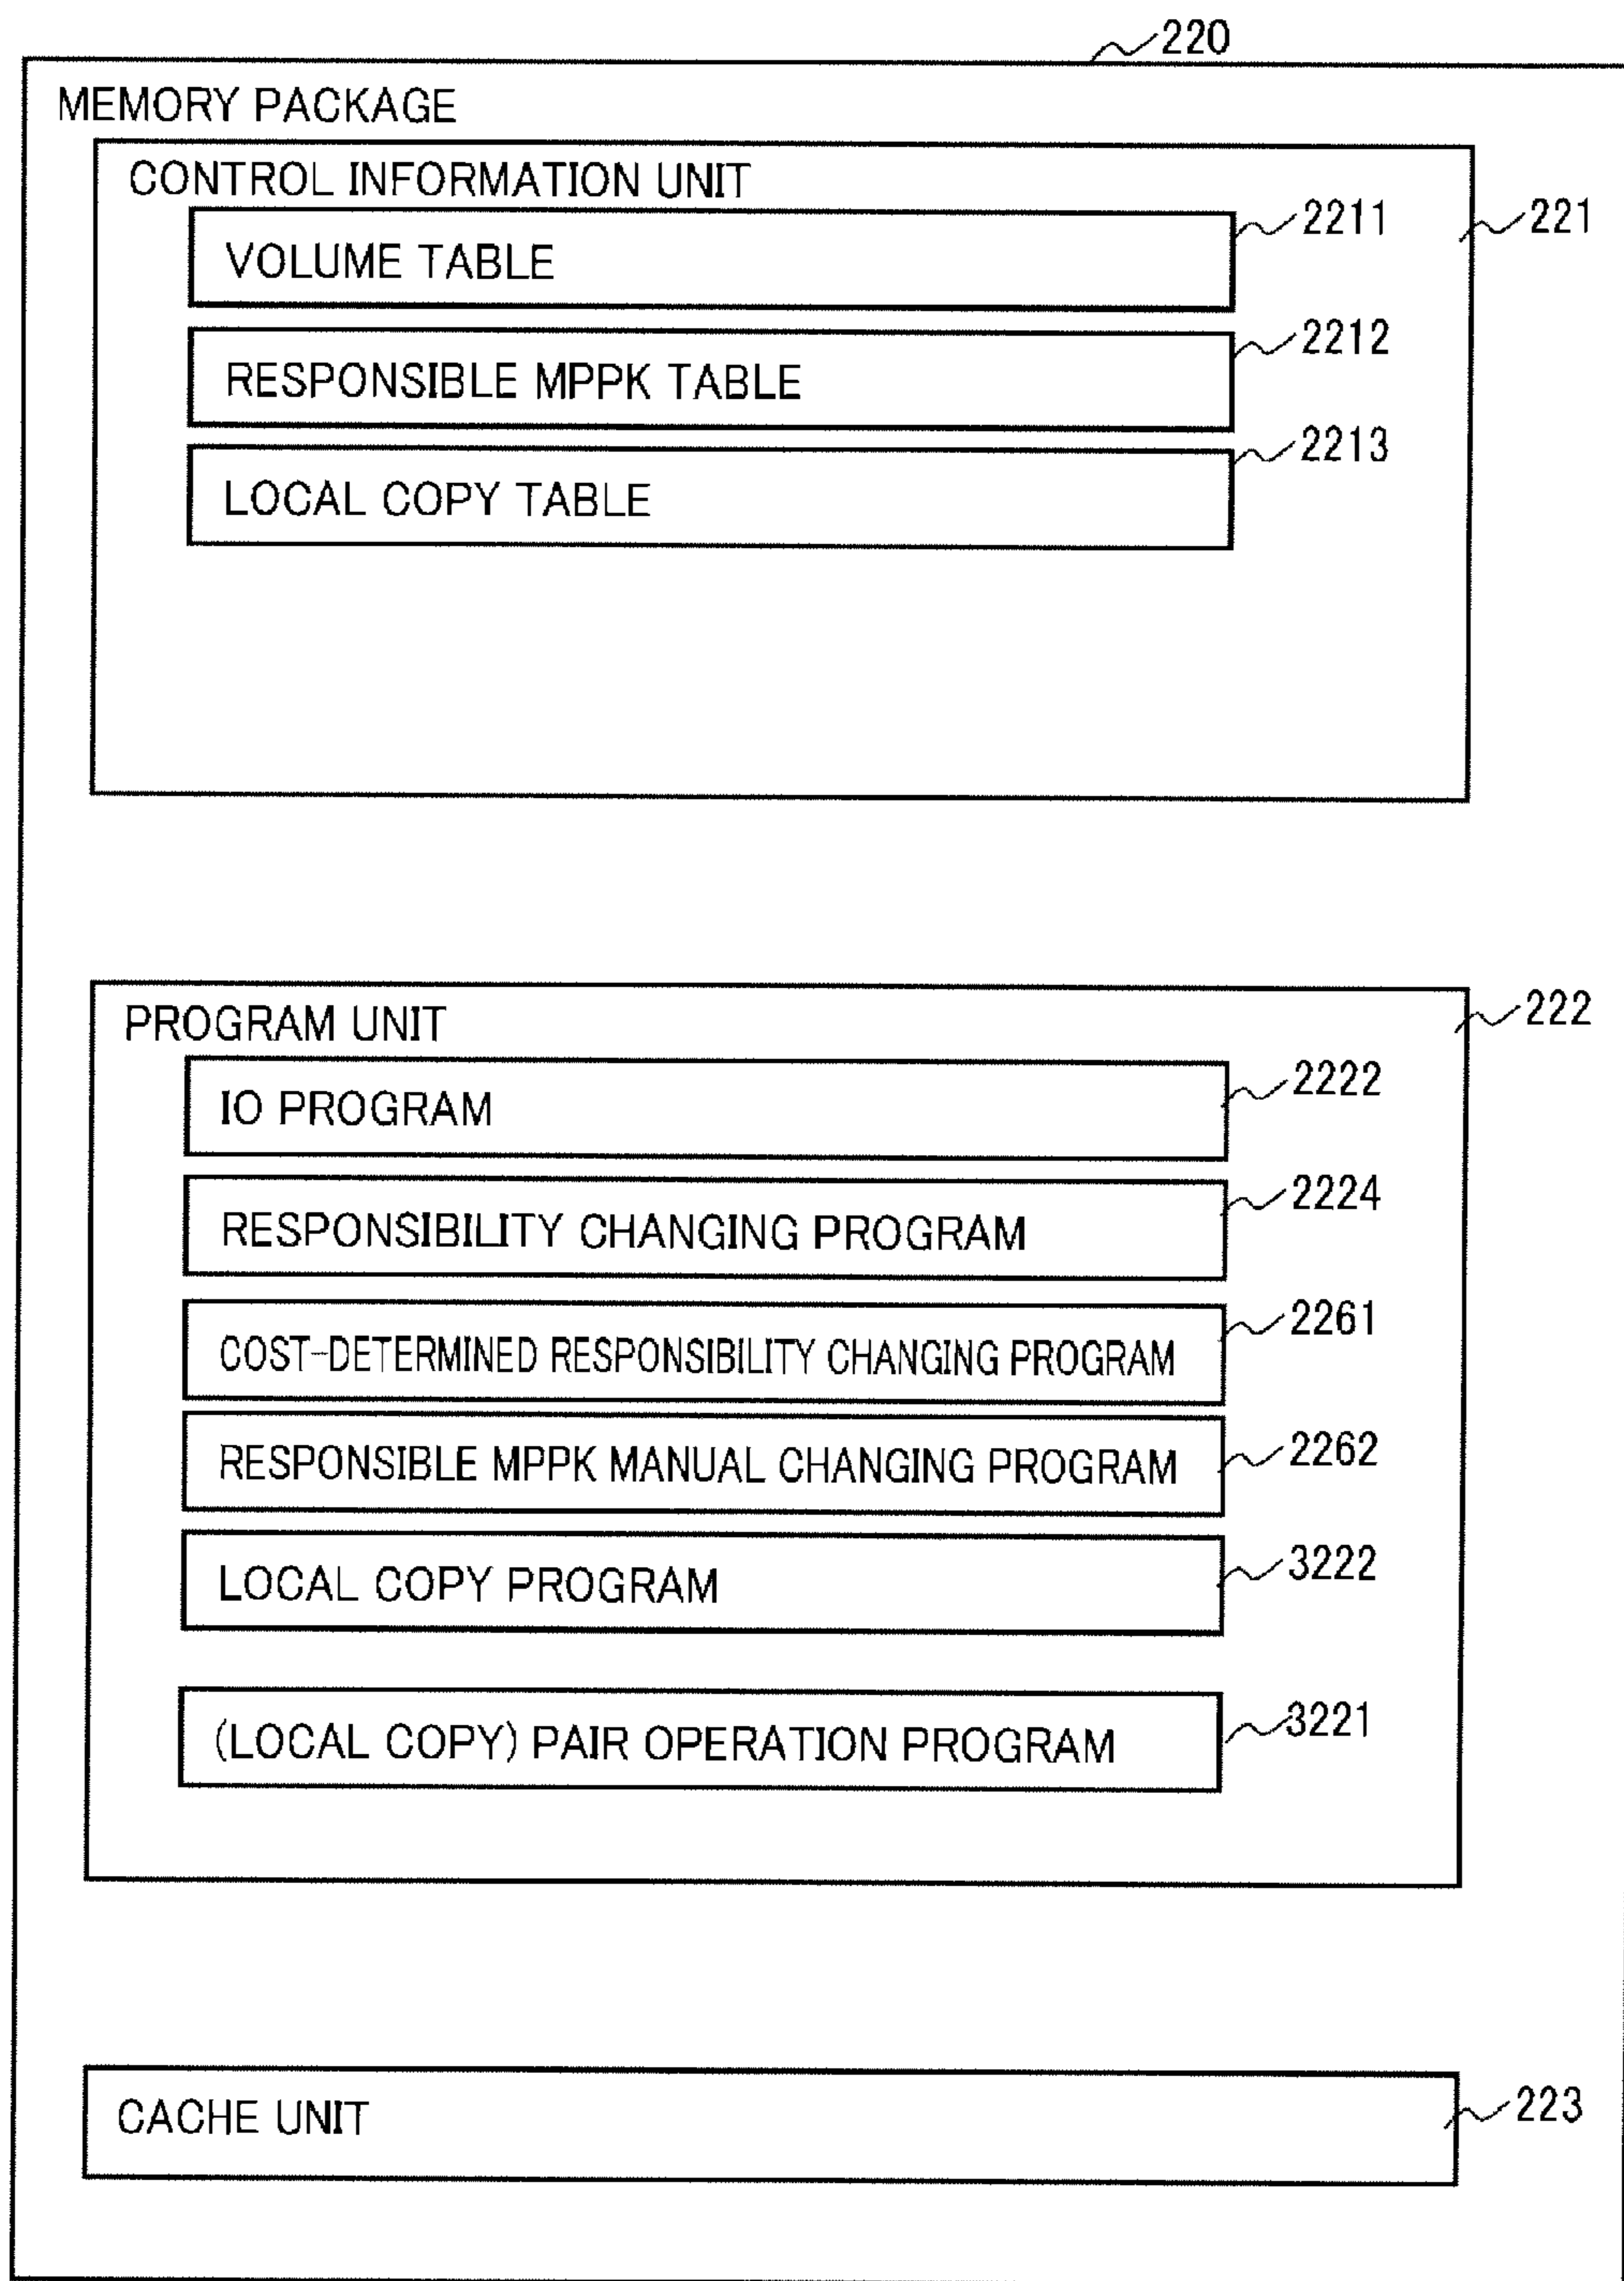 220
MEMORY PACKAGE
CONTROL INFORMATION UNIT
221
VOLUME TABLE
2211
RESPONSIBLE MPPK TABLE
2212
LOCAL COPY TABLE
2213
PROGRAM UNIT
222
IO PROGRAM
2222
RESPONSIBILITY CHANGING PROGRAM
2224
COST-DETERMINED RESPONSIBILITY CHANGING PROGRAM
2261
RESPONSIBLE MPPK MANUAL CHANGING PROGRAM
2262
LOCAL COPY PROGRAM
3222
(LOCAL COPY) PAIR OPERATION PROGRAM
3221
CACHE UNIT
223